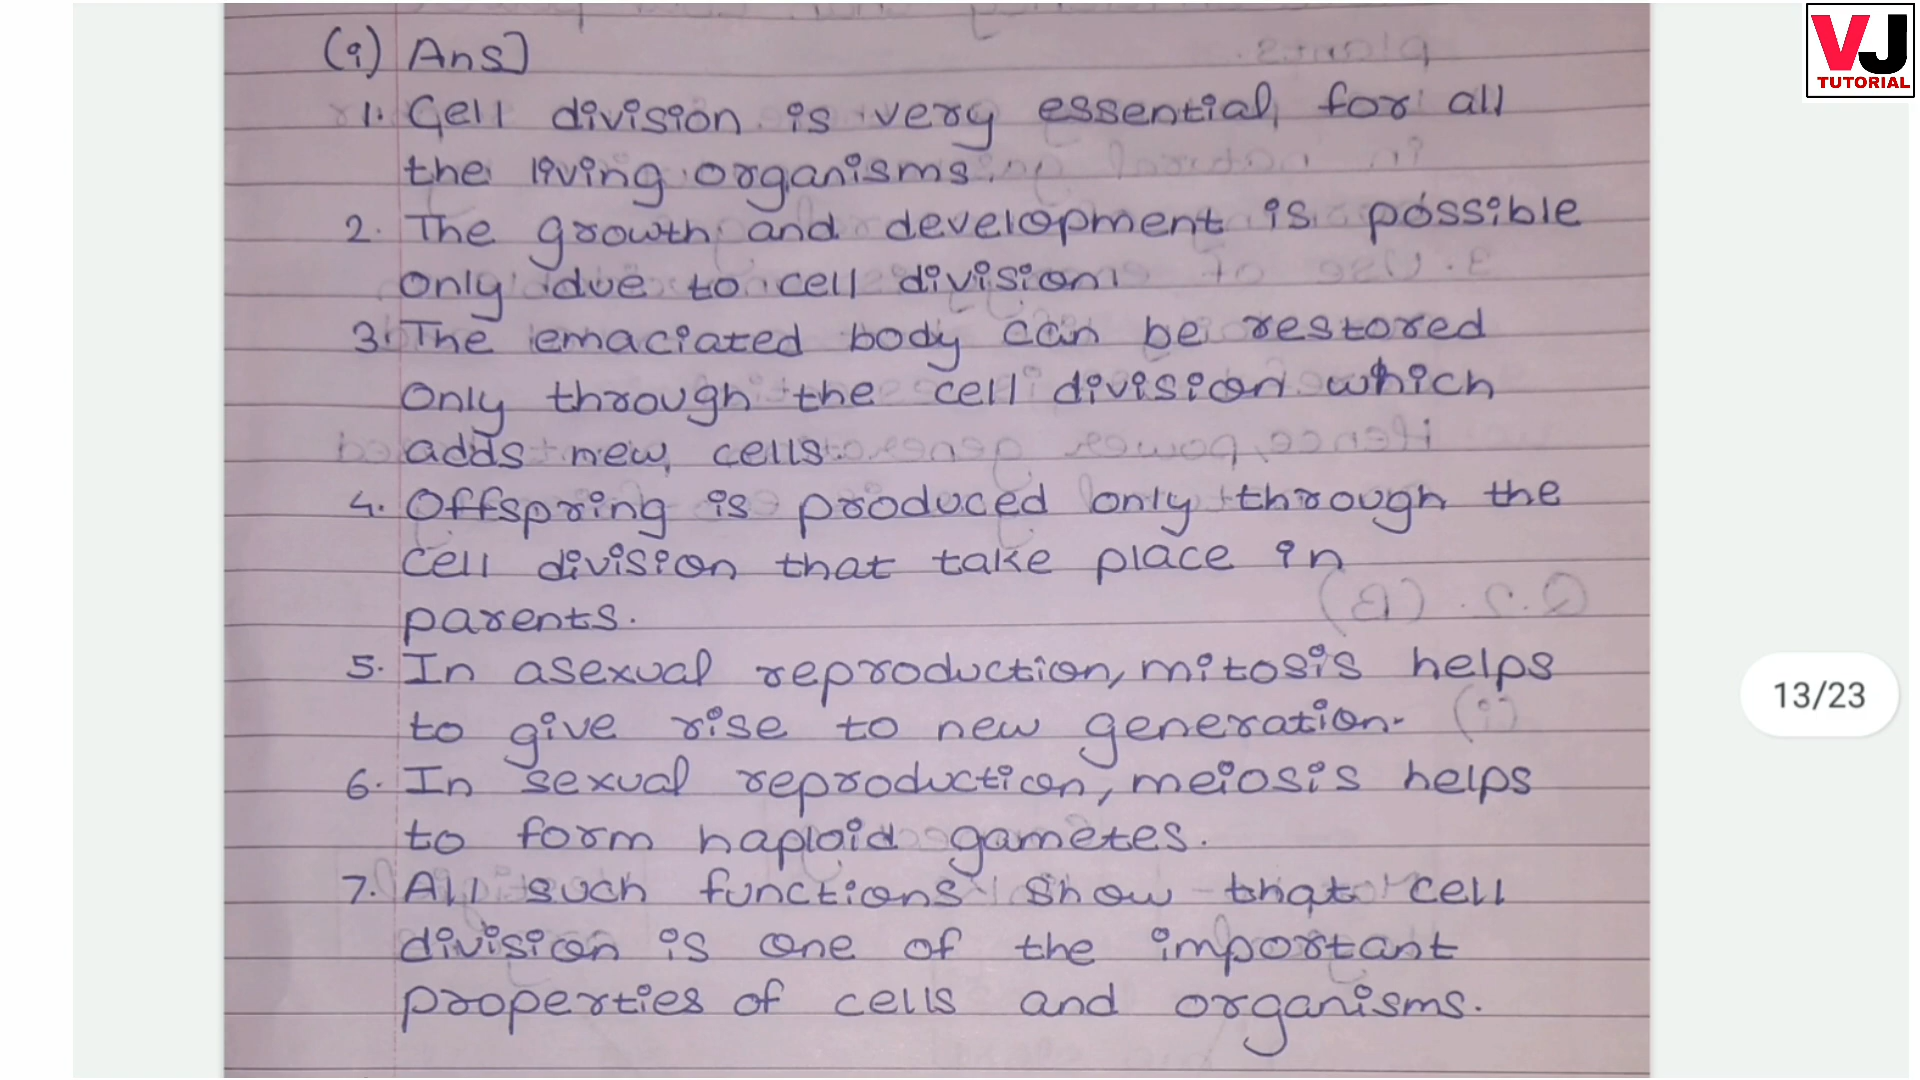 (i) Ans]
1. Cell division is very essential for all
the living organisms.
2. The growth and development is possible
only due to cell division.
3. The emaciated body can be restored
only through the cell division which
adds new cells.
4. Offspring is produced only through the
cell division that take place in
parents.
5. In asexual reproduction, mitosis helps
to give rise to new generation.
6. In sexual reproduction, meiosis helps
to form haploid gametes.
7. All such functions show that cell
division is one of the important
properties of cells and organisms.
VJ
TUTORIAL
13/23